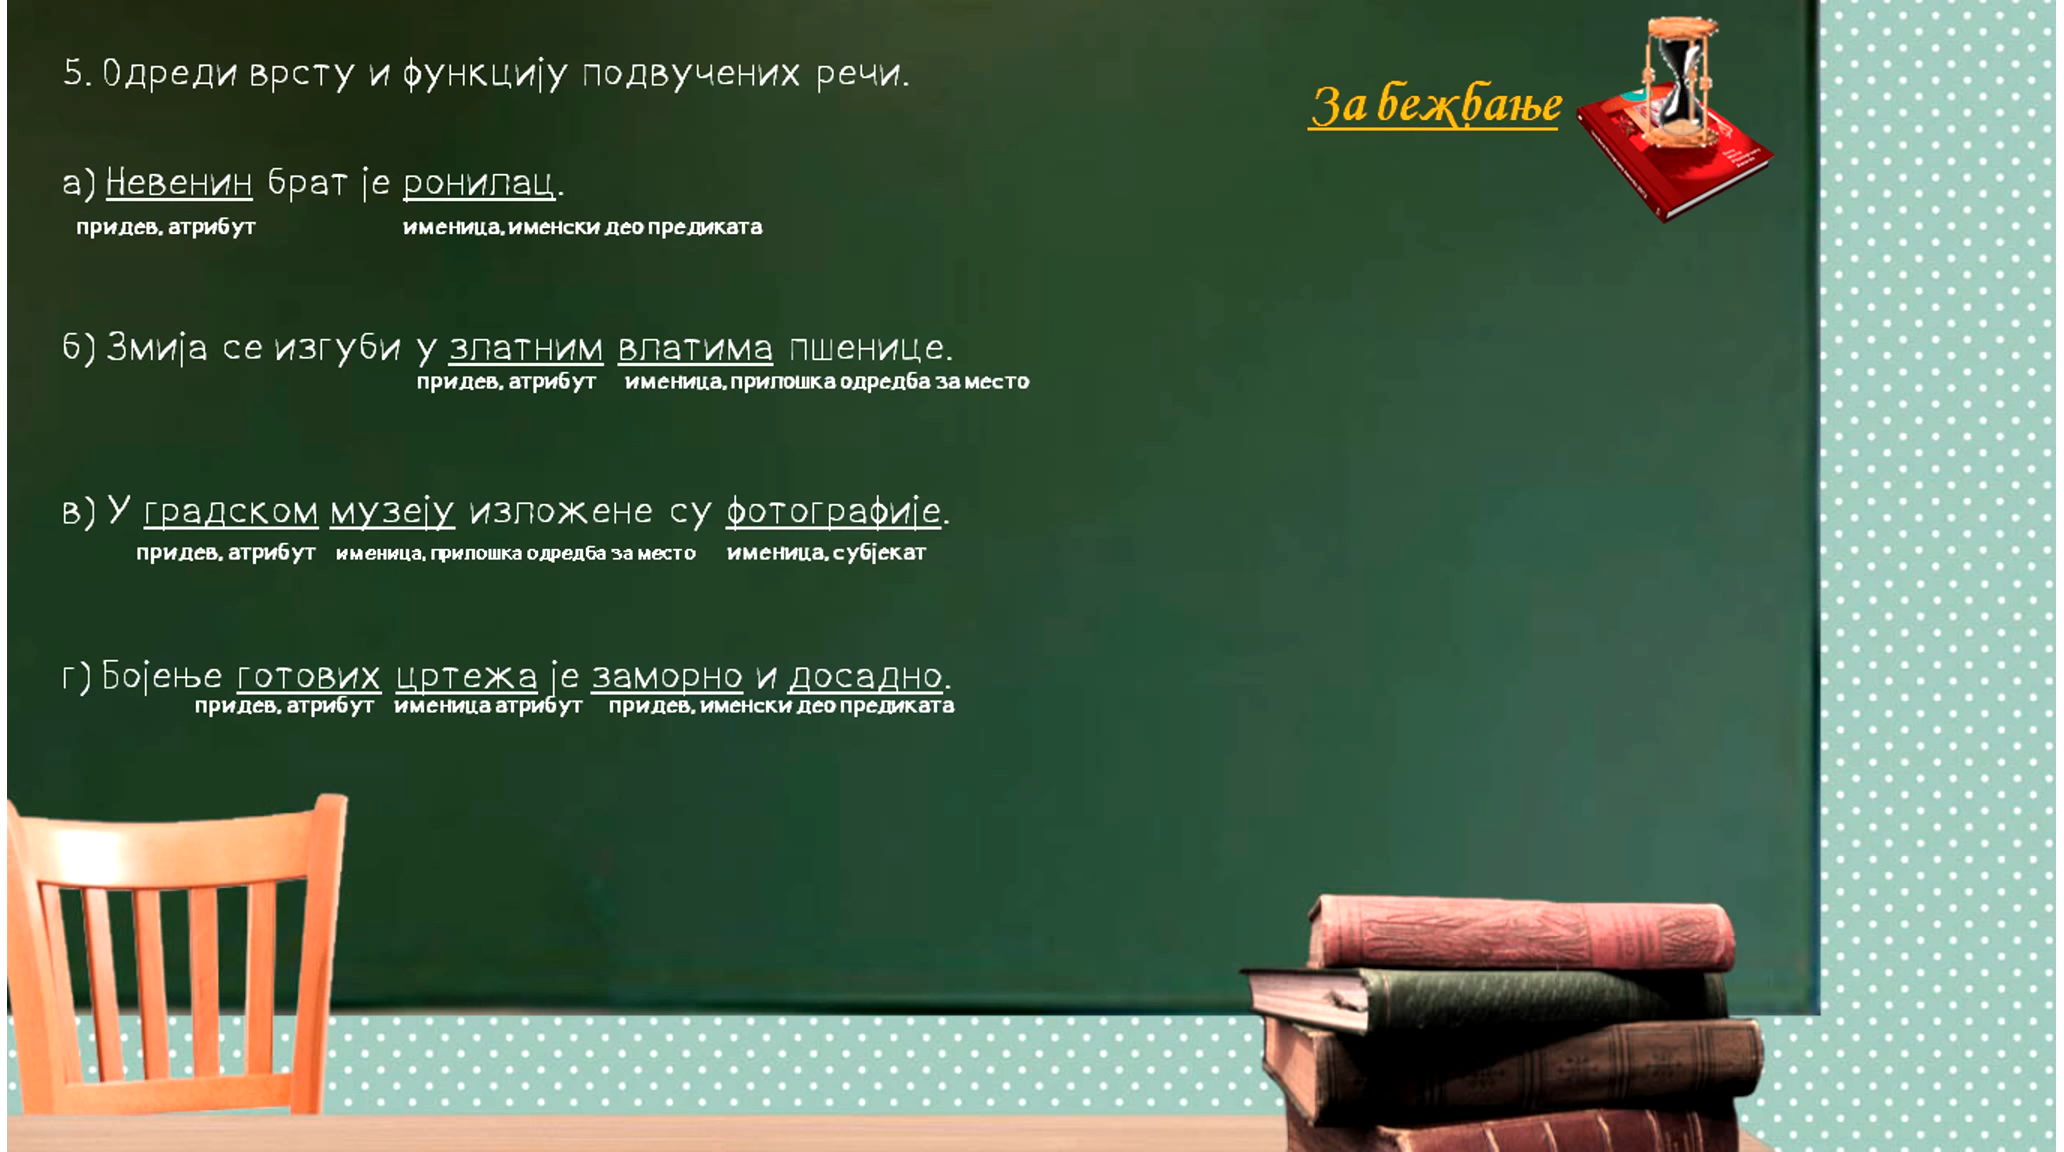 5. Одреди врсту и функцију подвучених речи.
За бежбање
а) Невенин брат је ронилац.
придев, атрибут именица, именски део предиката
б) Змија се изгуби у златним влатима пшенице.
придев, атрибут именица, прилошка одредба за место
в) У градском музеју изложене су фотографије.
придев, атрибут именица, прилошка одредба за место именица, субјекат
г) Бојење готових цртежа је заморно и досадно.
придев, атрибут именица атрибут придев, именски део предиката